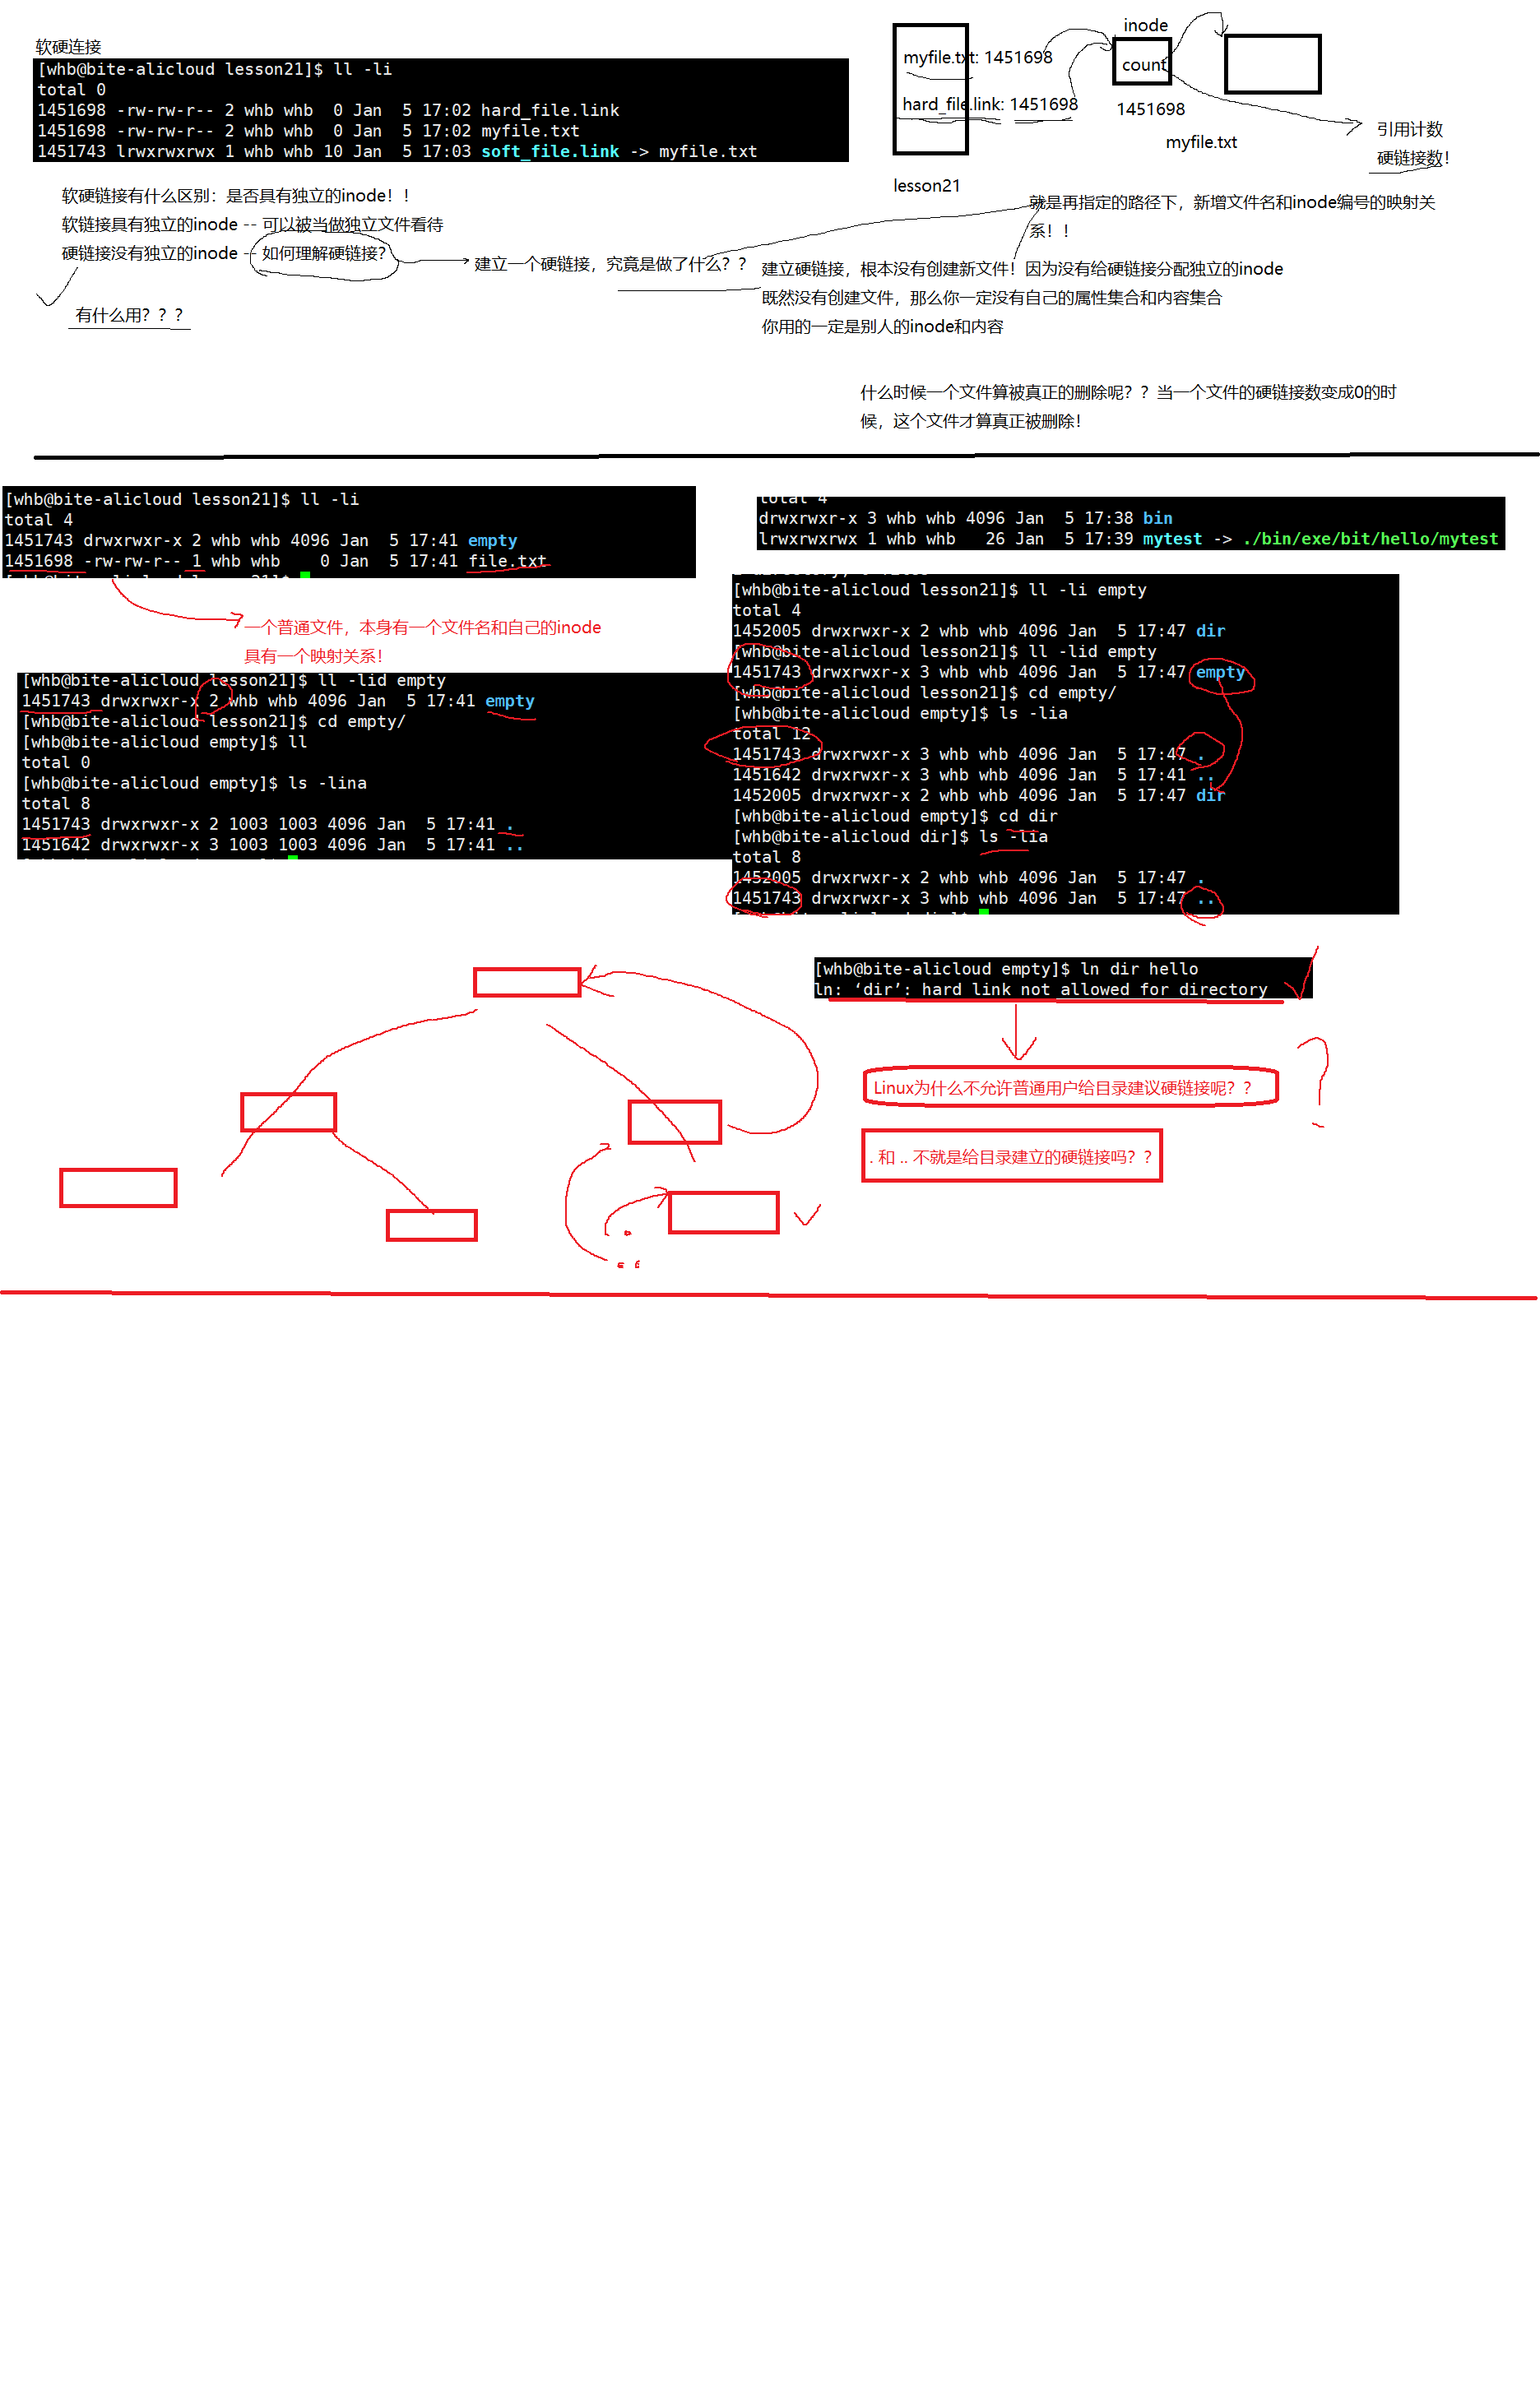 软硬连接
[whb@bite-alicloud lesson21]$ ll -li
total 0
1451698 -rw-rw-r-- 2 whb whb  0 Jan  5 17:02 hard_file.link
1451698 -rw-rw-r-- 2 whb whb  0 Jan  5 17:02 myfile.txt
1451743 lrwxrwxrwx 1 whb whb 10 Jan  5 17:03 soft_file.link -> myfile.txt
inode
myfile.txt: 1451698
count
hard_file.link: 1451698
1451698
myfile.txt
引用计数
硬链接数！
lesson21
软硬链接有什么区别：是否具有独立的inode！！
软链接具有独立的inode -- 可以被当做独立文件看待
硬链接没有独立的inode -- 如何理解硬链接？
有什么用？？？
建立一个硬链接，究竟是做了什么？？
就是再指定的路径下，新增文件名和inode编号的映射关
系！！
建立硬链接，根本没有创建新文件！因为没有给硬链接分配独立的inode
既然没有创建文件，那么你一定没有自己的属性集合和内容集合
你用的一定是别人的inode和内容
什么时候一个文件算被真正的删除呢？？当一个文件的硬链接数变成0的时
候，这个文件才算真正被删除！
[whb@bite-alicloud lesson21]$ ll -li
total 4
1451743 drwxrwxr-x 2 whb whb 4096 Jan  5 17:41 empty
1451698 -rw-rw-r-- 1 whb whb    0 Jan  5 17:41 file.txt
一个普通文件，本身有一个文件名和自己的inode
具有一个映射关系！
[whb@bite-alicloud lesson21]$ ll -lid empty
1451743 drwxrwxr-x 2 whb whb 4096 Jan  5 17:41 empty
[whb@bite-alicloud lesson21]$ cd empty/
[whb@bite-alicloud empty]$ ll
total 0
[whb@bite-alicloud empty]$ ls -lina
total 8
1451743 drwxrwxr-x 2 1003 1003 4096 Jan  5 17:41 .
1451642 drwxrwxr-x 3 1003 1003 4096 Jan  5 17:41 ..
total 4
drwxrwxr-x 3 whb whb 4096 Jan  5 17:38 bin
lrwxrwxrwx 1 whb whb   26 Jan  5 17:39 mytest -> ./bin/exe/bit/hello/mytest
[whb@bite-alicloud lesson21]$ ll -li empty
total 4
1452005 drwxrwxr-x 2 whb whb 4096 Jan  5 17:47 dir
[whb@bite-alicloud lesson21]$ ll -lid empty
1451743 drwxrwxr-x 3 whb whb 4096 Jan  5 17:47 empty
[whb@bite-alicloud lesson21]$ cd empty/
[whb@bite-alicloud empty]$ ls -lia
total 12
1451743 drwxrwxr-x 3 whb whb 4096 Jan  5 17:47 .
1451642 drwxrwxr-x 3 whb whb 4096 Jan  5 17:41 ..
1452005 drwxrwxr-x 2 whb whb 4096 Jan  5 17:47 dir
[whb@bite-alicloud empty]$ cd dir
[whb@bite-alicloud dir]$ ls -lia
total 8
1452005 drwxrwxr-x 2 whb whb 4096 Jan  5 17:47 .
1451743 drwxrwxr-x 3 whb whb 4096 Jan  5 17:47 ..
[whb@bite-alicloud empty]$ ln dir hello
ln: ‘dir’: hard link not allowed for directory
Linux为什么不允许普通用户给目录建议硬链接呢？？
. 和 .. 不就是给目录建立的硬链接吗？？